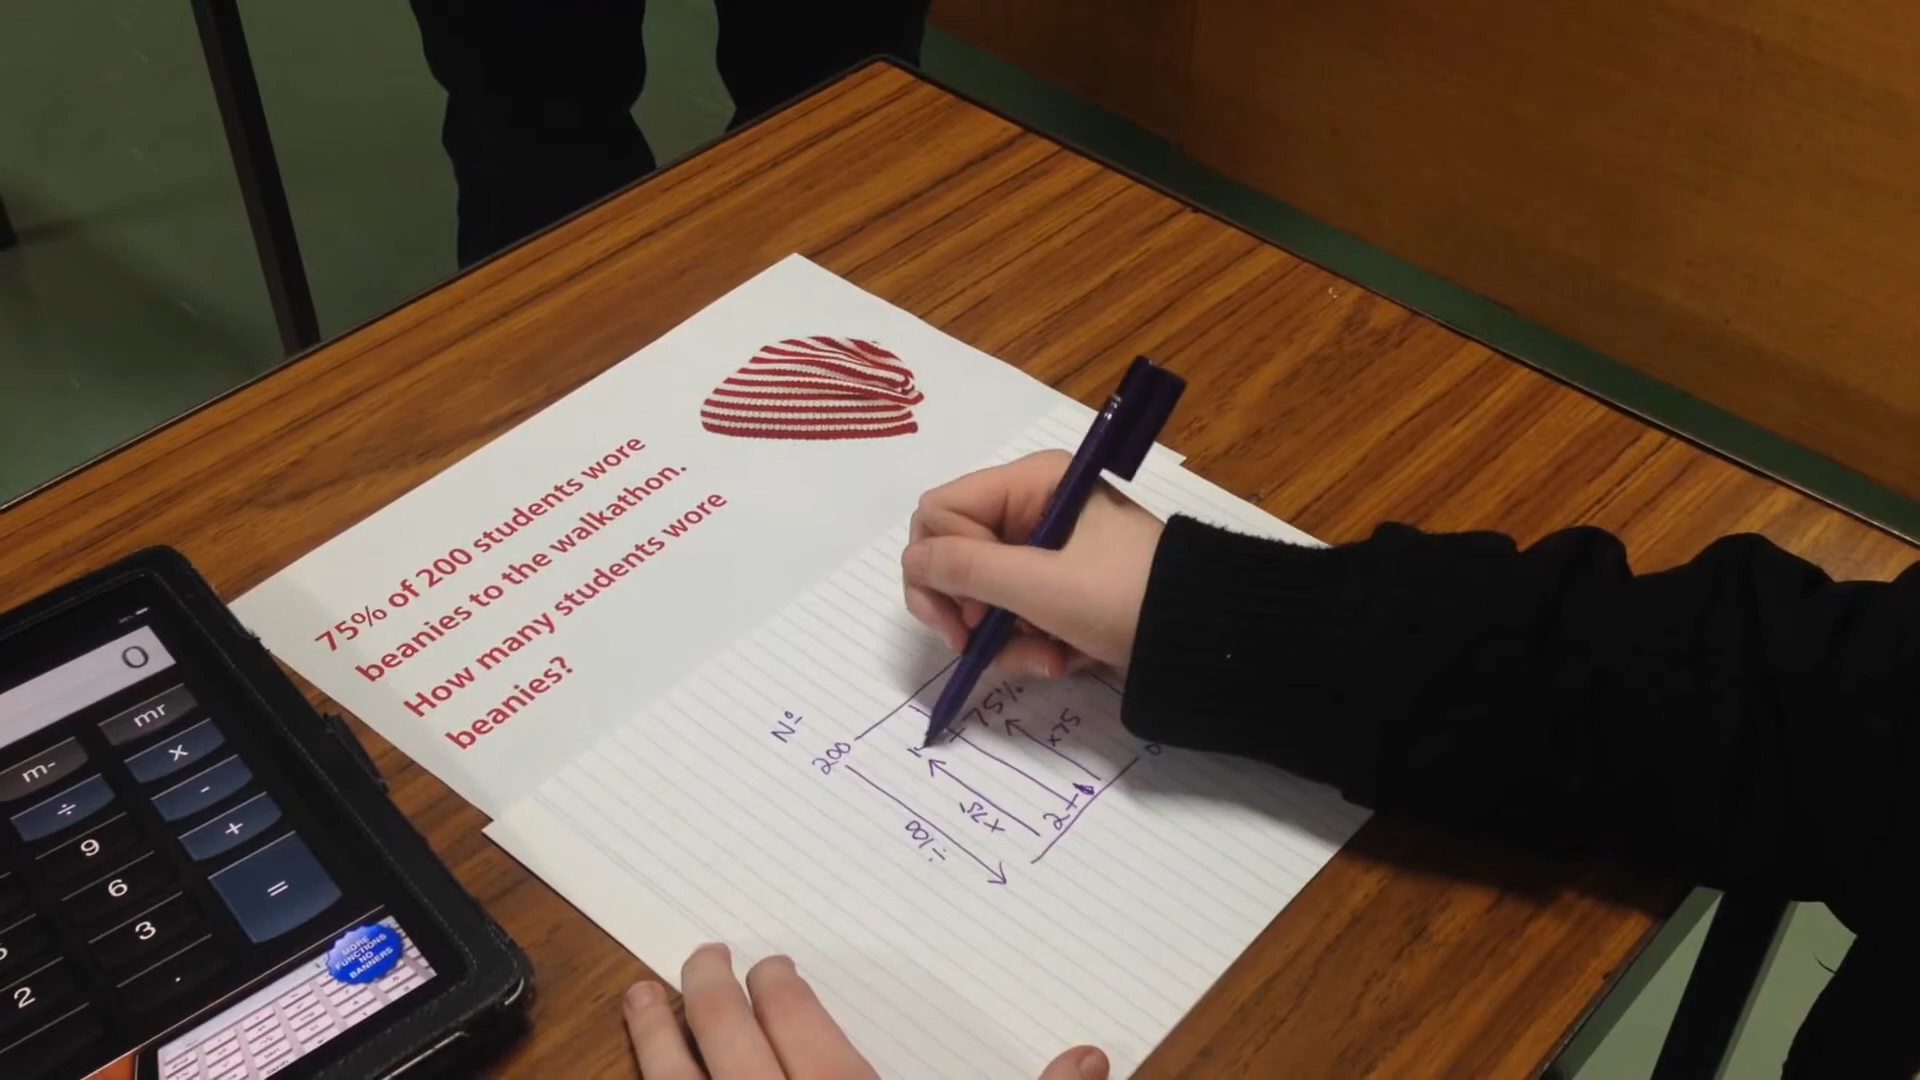 75% of 200 students wore
beanies to the walkathon.
How many students wore
beanies?
Nº
200
75%
×75
×75
2
÷100
0
mr
m-
×
÷
-
+
9
6
3
=
2
.
MORE
FUNCTIONS
NO
BANNERS